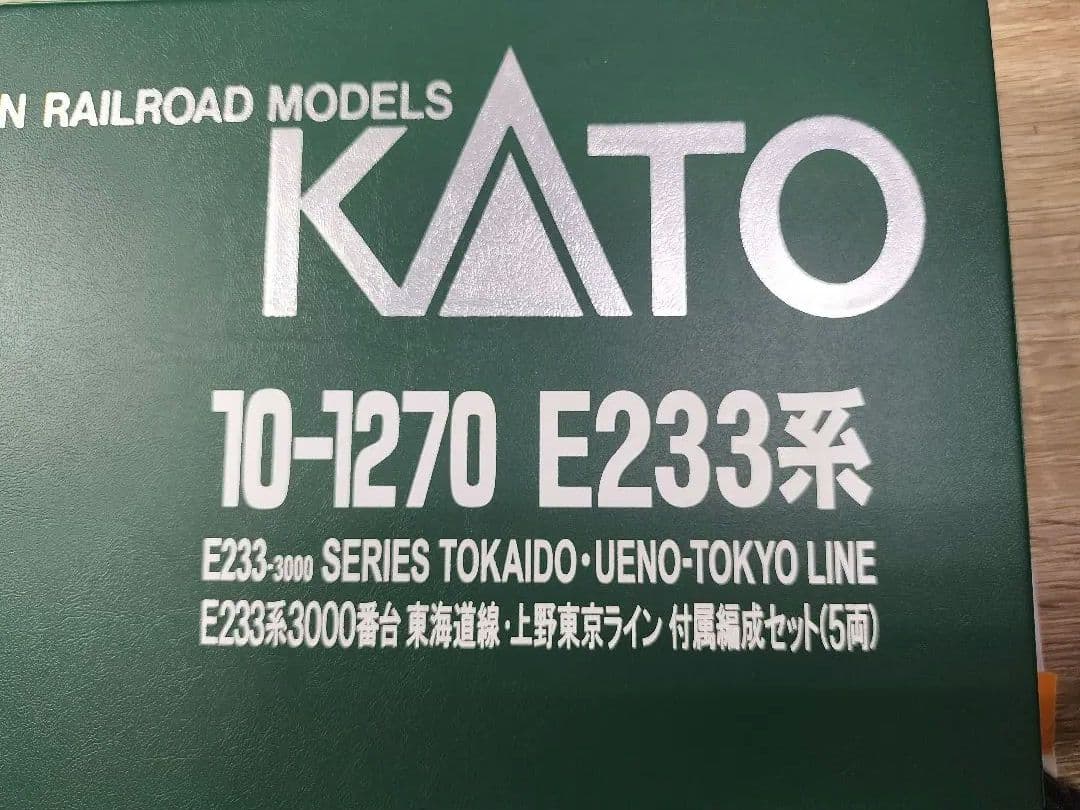 N RAILROAD MODELS
KATO
10-1270 E233系
E233-3000 SERIES TOKAIDO・UENO-TOKYO LINE
E233系3000番台 東海道線・上野東京ライン 付属編成セット(5両)